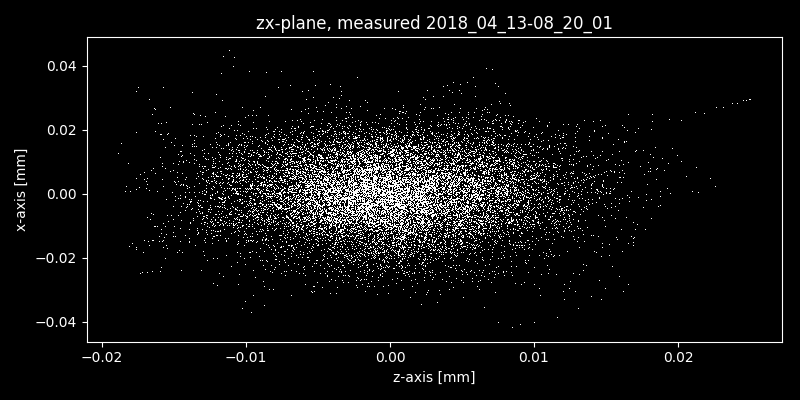 zx-plane, measured 2018_04_13-08_20_01
0.04
0.02
0.00
−0.02
−0.04
x-axis [mm]
−0.02 −0.01 0.00 0.01 0.02
z-axis [mm]